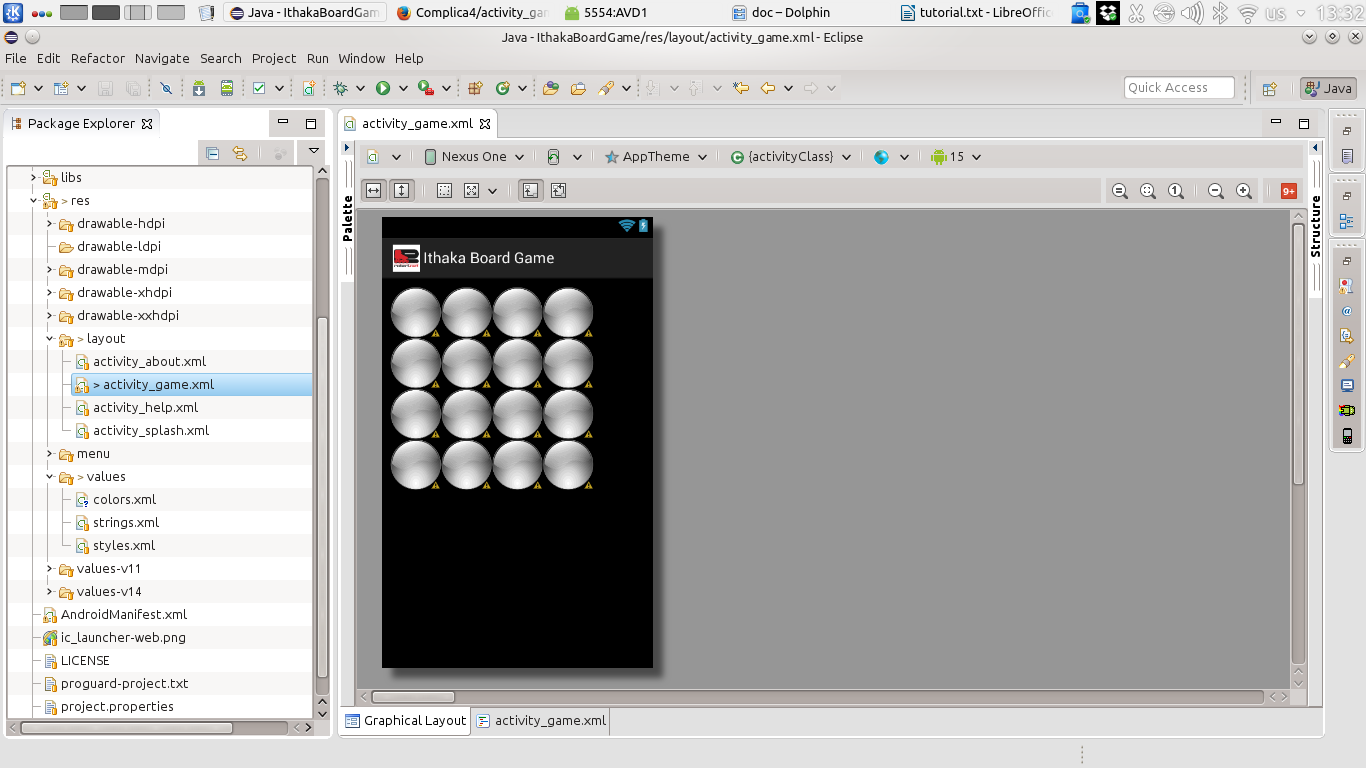 Java - IthakaBoardGam
Complica4/activity_ga
5554:AVD1
doc – Dolphin
tutorial.txt - LibreOffic
us
13:32
Java - IthakaBoardGame/res/layout/activity_game.xml - Eclipse
File Edit Refactor Navigate Search Project Run Window Help
Quick Access
Java
Package Explorer
activity_game.xml
Nexus One
AppTheme
{activityClass}
15
9+
Palette
Structure
libs
> res
drawable-hdpi
drawable-ldpi
drawable-mdpi
drawable-xhdpi
drawable-xxhdpi
> layout
activity_about.xml
> activity_game.xml
activity_help.xml
activity_splash.xml
menu
> values
colors.xml
strings.xml
styles.xml
values-v11
values-v14
AndroidManifest.xml
ic_launcher-web.png
LICENSE
proguard-project.txt
project.properties
Ithaka Board Game
Graphical Layout
activity_game.xml